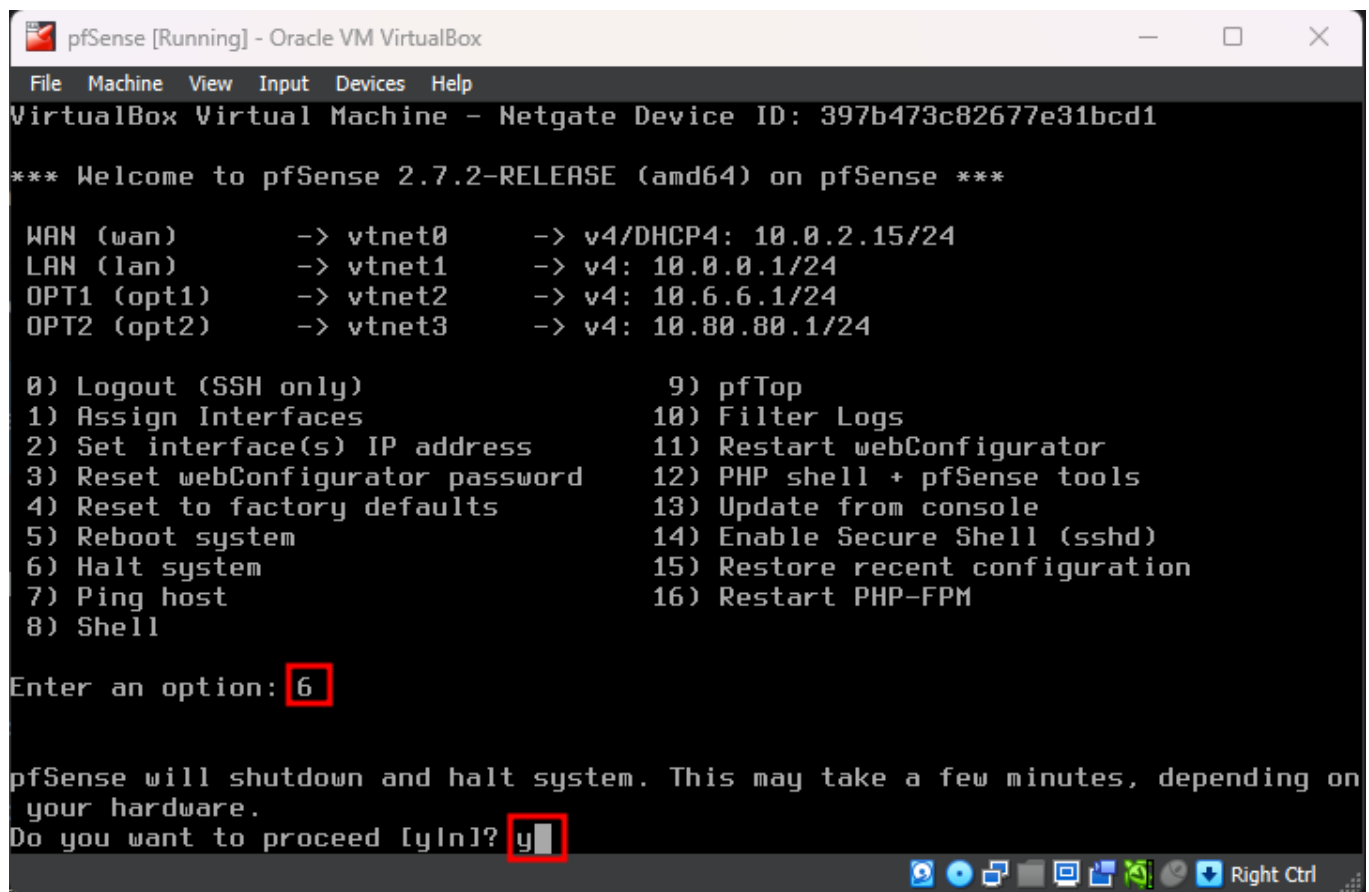 pfSense [Running] - Oracle VM VirtualBox
File Machine View Input Devices Help
VirtualBox Virtual Machine - Netgate Device ID: 397b473c82677e31bcd1
*** Welcome to pfSense 2.7.2-RELEASE (amd64) on pfSense ***
WAN (wan) -> vtnet0 -> v4/DHCP4: 10.0.2.15/24
LAN (lan) -> vtnet1 -> v4: 10.0.0.1/24
OPT1 (opt1) -> vtnet2 -> v4: 10.6.6.1/24
OPT2 (opt2) -> vtnet3 -> v4: 10.80.80.1/24
0) Logout (SSH only) 9) pfTop
1) Assign Interfaces 10) Filter Logs
2) Set interface(s) IP address 11) Restart webConfigurator
3) Reset webConfigurator password 12) PHP shell + pfSense tools
4) Reset to factory defaults 13) Update from console
5) Reboot system 14) Enable Secure Shell (sshd)
6) Halt system 15) Restore recent configuration
7) Ping host 16) Restart PHP-FPM
8) Shell
Enter an option: 6
pfSense will shutdown and halt system. This may take a few minutes, depending on
your hardware.
Do you want to proceed [y|n]? y
Right Ctrl